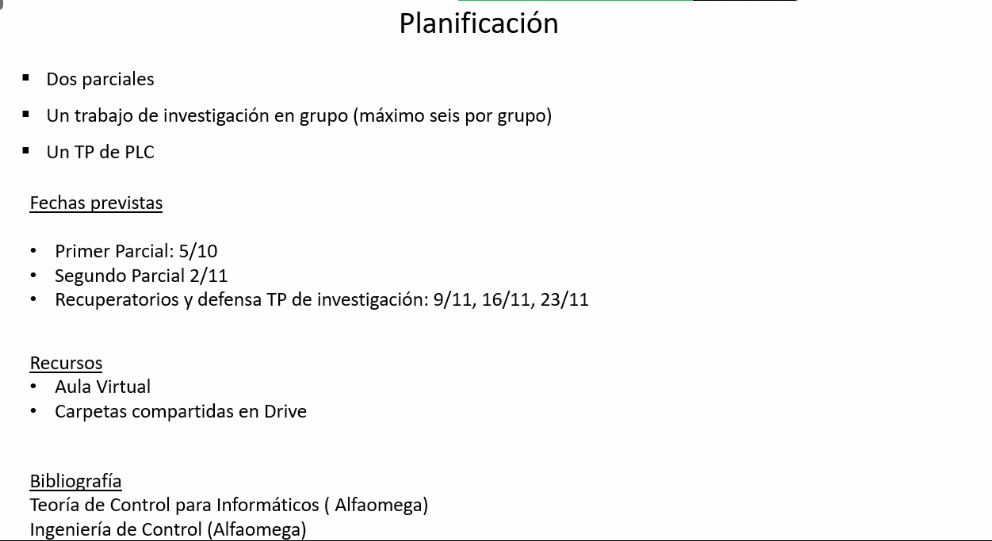 Planificación
▪ Dos parciales
▪ Un trabajo de investigación en grupo (máximo seis por grupo)
▪ Un TP de PLC
Fechas previstas
• Primer Parcial: 5/10
• Segundo Parcial 2/11
• Recuperatorios y defensa TP de investigación: 9/11, 16/11, 23/11
Recursos
• Aula Virtual
• Carpetas compartidas en Drive
Bibliografía
Teoría de Control para Informáticos ( Alfaomega)
Ingeniería de Control (Alfaomega)